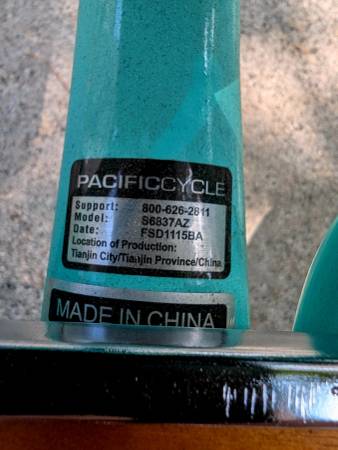 PACIFICCYCLE
Support: 800-626-2811
Model: S6837AZ
Date: FSD1115BA
Location of Production:
Tianjin City/Tianjin Province/China
MADE IN CHINA